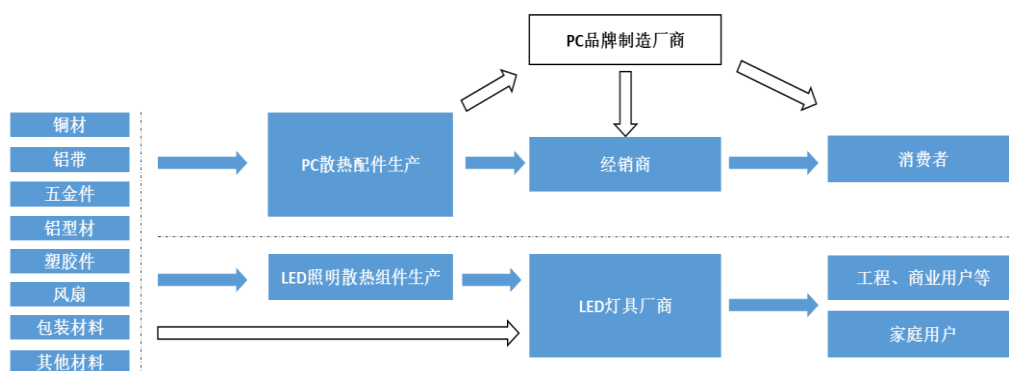 PC品牌制造厂商
铜材
铝带
五金件
铝型材
塑胶件
风扇
包装材料
其他材料
PC散热配件生产
经销商
消费者
LED照明散热组件生产
LED灯具厂商
工程、商业用户等
家庭用户